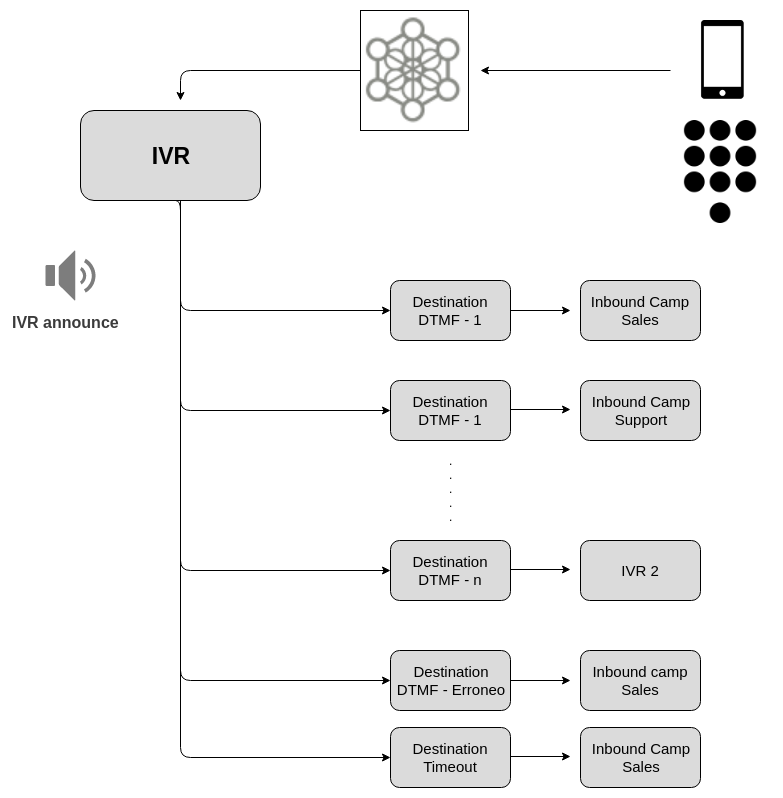 IVR
IVR announce
Destination
DTMF - 1
Inbound Camp
Sales
Destination
DTMF - 1
Inbound Camp
Support
.
.
.
.
.
Destination
DTMF - n
IVR 2
Destination
DTMF - Erroneo
Inbound camp
Sales
Destination
Timeout
Inbound Camp
Sales